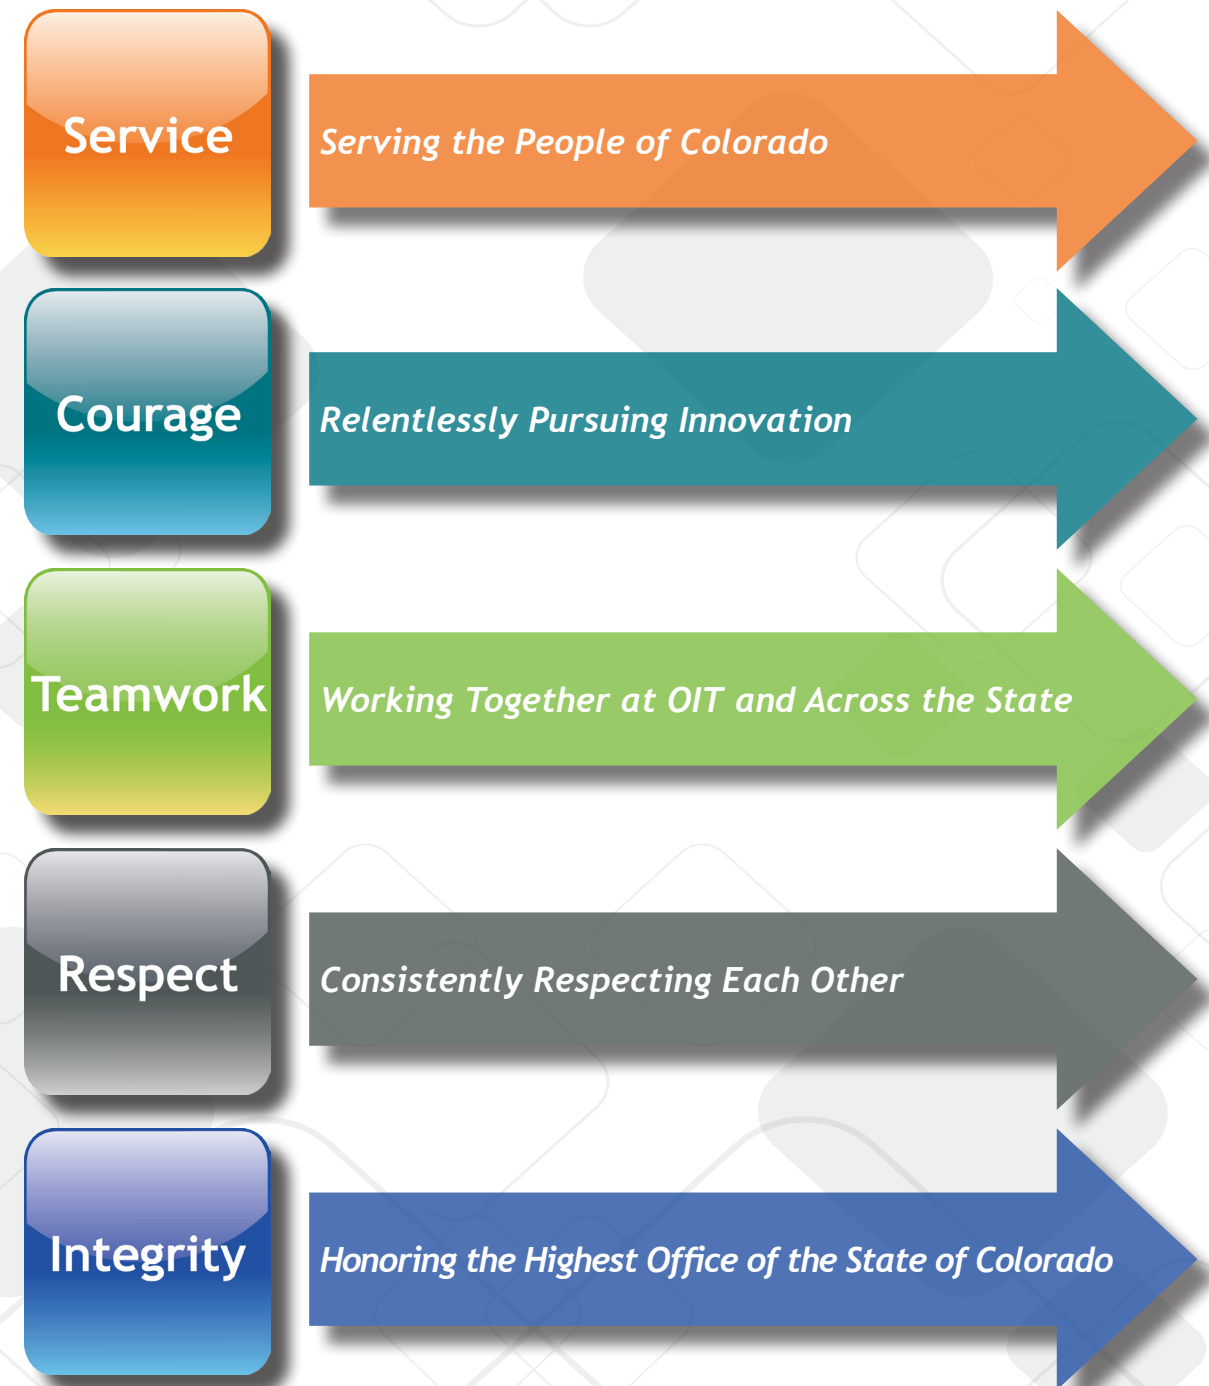 Service
Serving the People of Colorado
Courage
Relentlessly Pursuing Innovation
Teamwork
Working Together at OIT and Across the State
Respect
Consistently Respecting Each Other
Integrity
Honoring the Highest Office of the State of Colorado